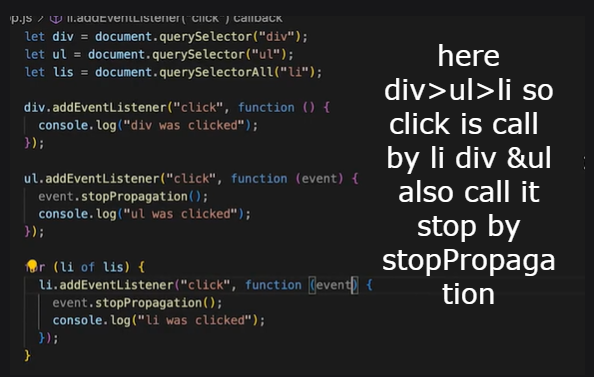 p.js > li.addEventListener("click") callback
let div = document.querySelector("div");
let ul = document.querySelector("ul");
let lis = document.querySelectorAll("li");
div.addEventListener("click", function () {
console.log("div was clicked");
});
ul.addEventListener("click", function (event) {
event.stopPropagation();
console.log("ul was clicked");
});
for (li of lis) {
li.addEventListener("click", function (event) {
event.stopPropagation();
console.log("li was clicked");
});
}
here
div>ul>li so
click is call
by li div &ul
also call it
stop by
stopPropaga
tion